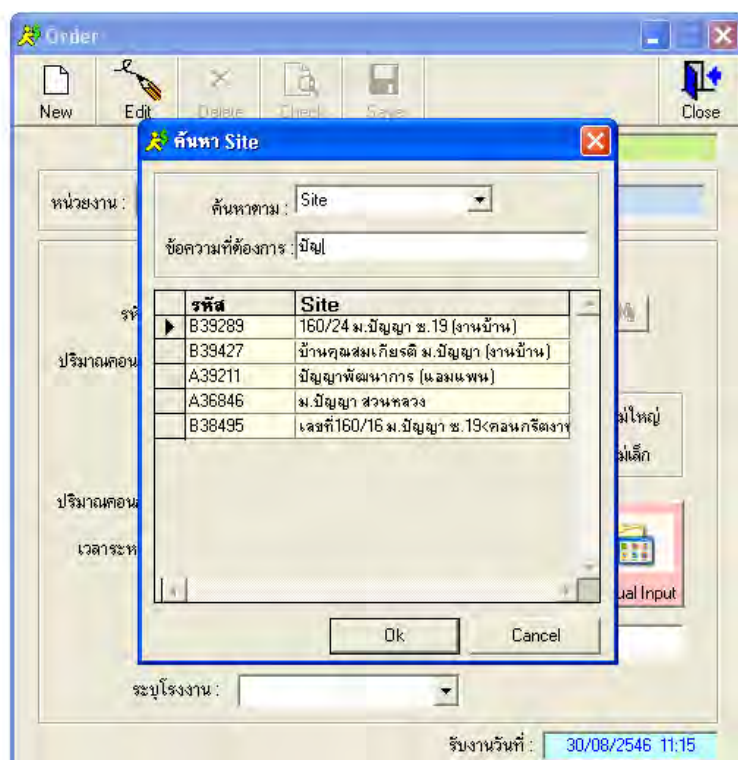 Order
New Edit Delete Check Save Close
ค้นหา Site
หน่วยงาน :
ค้นหาตาม : Site
ข้อความที่ต้องการ : ปัญ
รหัส Site
B39289 160/24 ม.ปัญญา ซ.19 (งานบ้าน)
B39427 บ้านคุณสมเกียรติ ม.ปัญญา (งานบ้าน)
A39211 ปัญญาพัฒนาการ (แอมแพน)
A36846 ม.ปัญญา สวนหลวง
B38495 เลขที่160/16 ม.ปัญญา ซ.19<คอนกรีตงา
รหั
ปริมาณคอน
ม่ใหญ่
ม่เล็ก
ปริมาณคอน
เวลาระห
ual Input
Ok Cancel
ระบุโรงงาน :
รับงานวันที่ : 30/08/2546 11:15